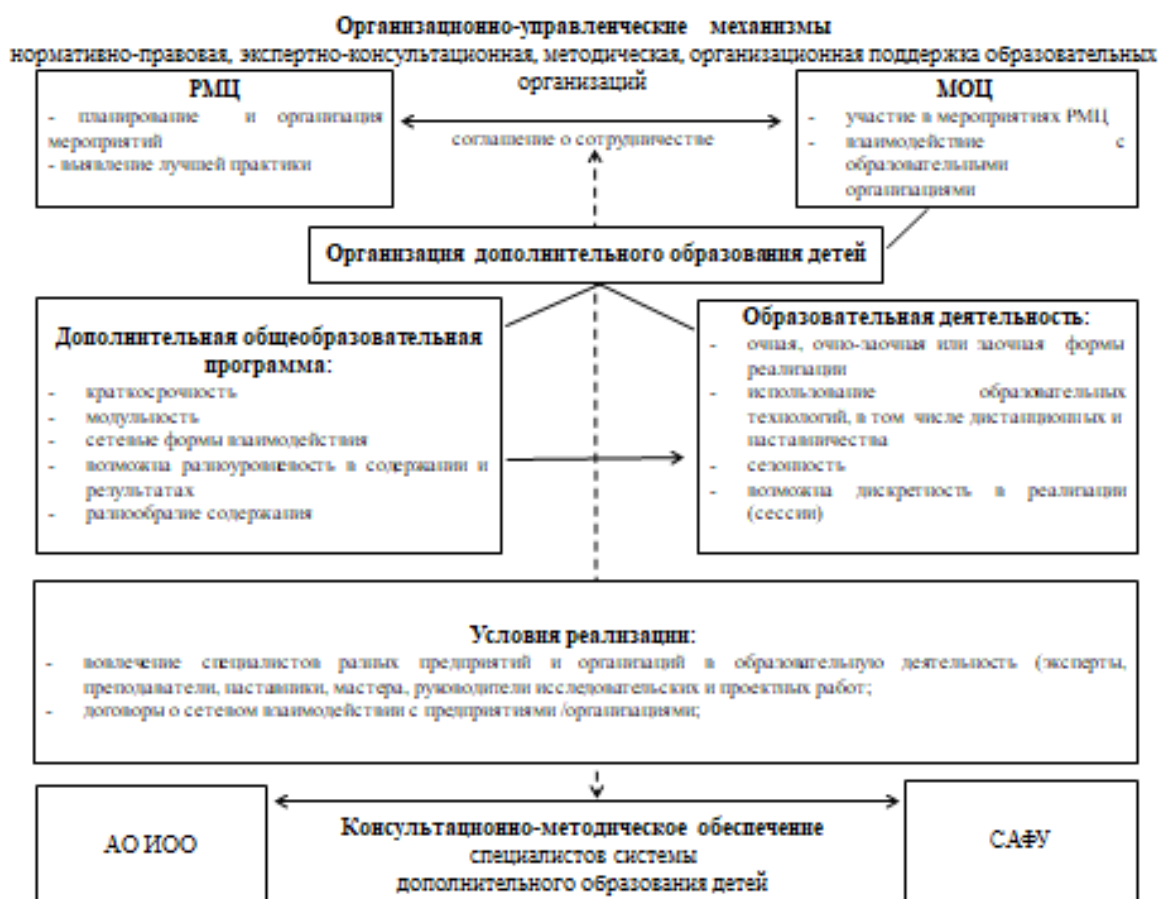 Организационно-управленческие механизмы
нормативно-правовая, экспертно-консультационная, методическая, организационная поддержка образовательных
организаций
РМЦ
- планирование и организация
мероприятий
- выявление лучшей практики
соглашение о сотрудничестве
МОЦ
- участие в мероприятиях РМЦ
- взаимодействие с
образовательными
организациями
Организация дополнительного образования детей
Дополнительная общеобразовательная
программа:
- краткосрочность
- модульность
- сетевые формы взаимодействия
- возможна разноуровневость в содержании и
результатах
- разнообразие содержания
Образовательная деятельность:
- очная, очно-заочная или заочная формы
реализации
- использование образовательных
технологий, в том числе дистанционных и
наставничества
- сезонность
- возможна дискретность в реализации
(сессии)
Условия реализации:
- вовлечение специалистов разных предприятий и организаций в образовательную деятельность (эксперты,
преподаватели, наставники, мастера, руководители исследовательских и проектных работ;
- договоры о сетевом взаимодействии с предприятиями /организациями;
АО ИОО
Консультационно-методическое обеспечение
специалистов системы
дополнительного образования детей
САФУ